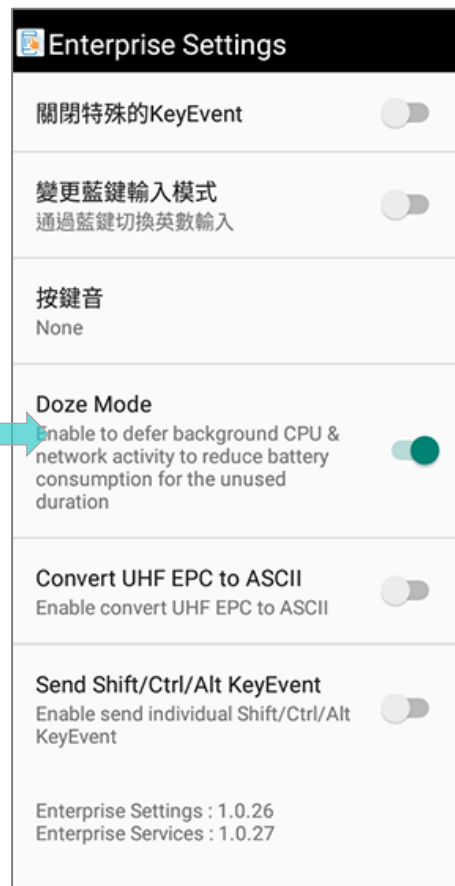 Enterprise Settings
關閉特殊的KeyEvent
變更藍鍵輸入模式
通過藍鍵切換英數輸入
按鍵音
None
Doze Mode
Enable to defer background CPU &
network activity to reduce battery
consumption for the unused
duration
Convert UHF EPC to ASCII
Enable convert UHF EPC to ASCII
Send Shift/Ctrl/Alt KeyEvent
Enable send individual Shift/Ctrl/Alt
KeyEvent
Enterprise Settings : 1.0.26
Enterprise Services : 1.0.27